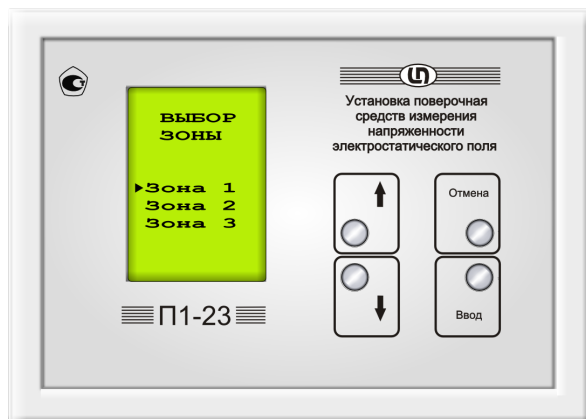 ВЫБОР
ЗОНЫ
▶Зона 1
Зона 2
Зона 3
П1-23
Установка поверочная
средств измерения
напряженности
электростатического поля
Отмена
Ввод